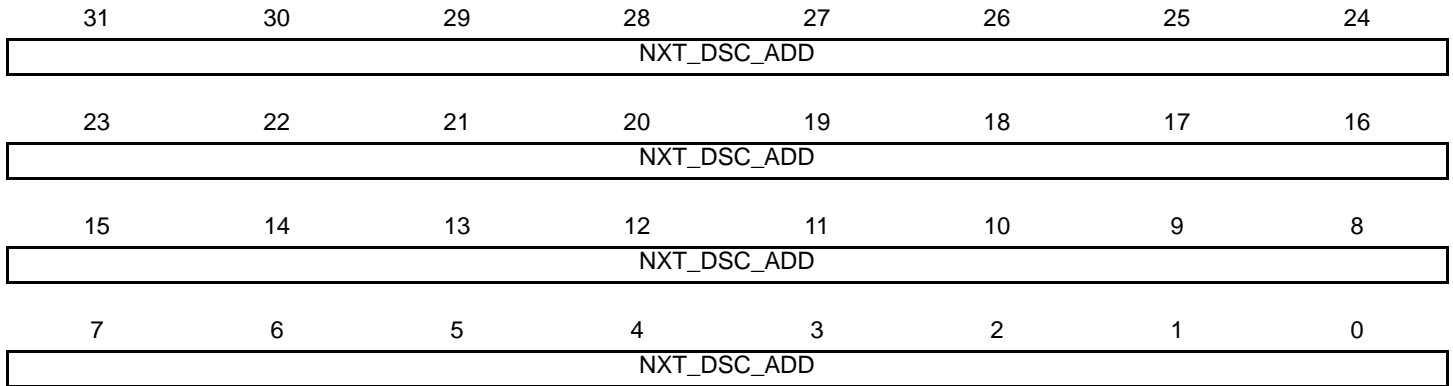 31 30 29 28 27 26 25 24
NXT_DSC_ADD
23 22 21 20 19 18 17 16
NXT_DSC_ADD
15 14 13 12 11 10 9 8
NXT_DSC_ADD
7 6 5 4 3 2 1 0
NXT_DSC_ADD